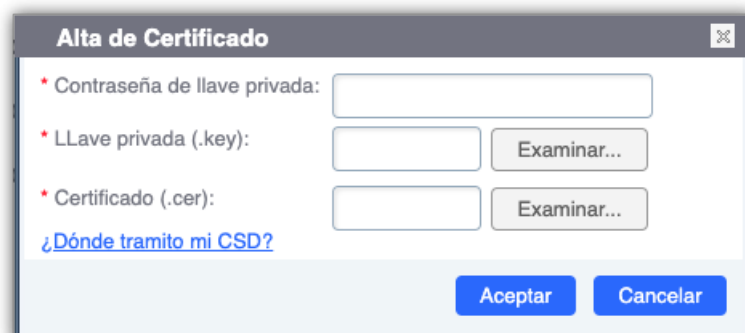 Alta de Certificado
* Contraseña de llave privada:
* LLave privada (.key):
Examinar...
* Certificado (.cer):
Examinar...
¿Dónde tramito mi CSD?
Aceptar
Cancelar